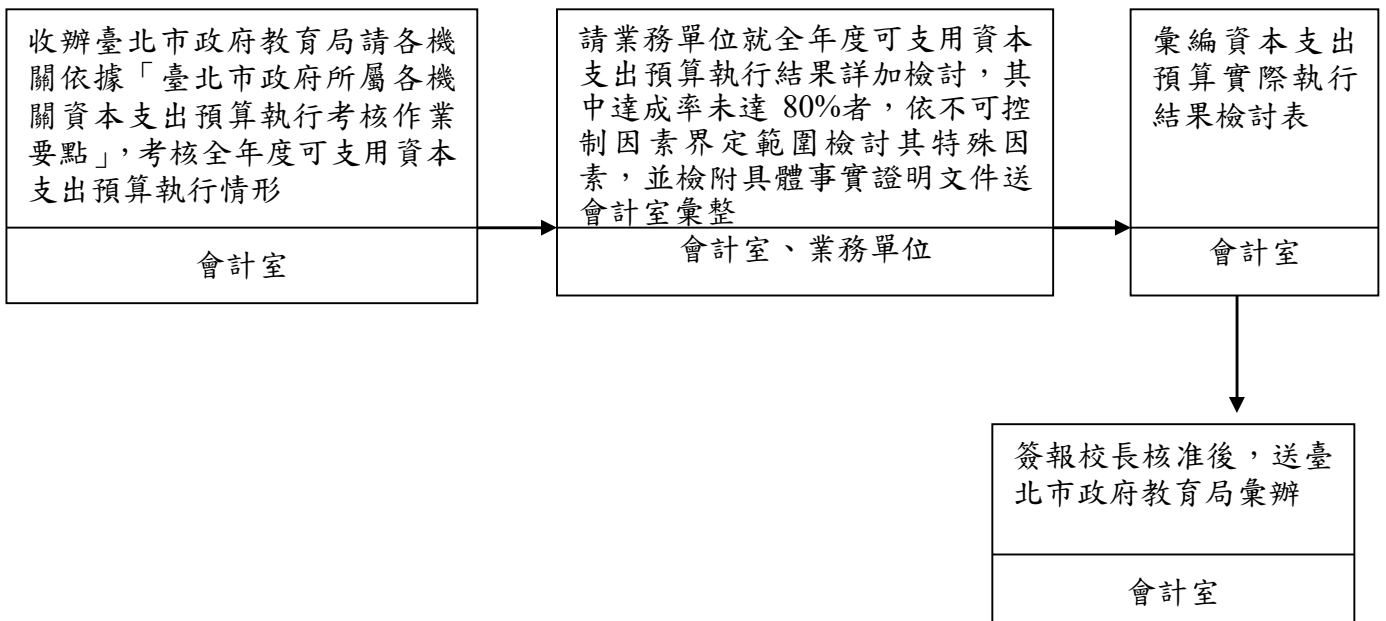 收辦臺北市政府教育局請各機
關依據「臺北市政府所屬各機
關資本支出預算執行考核作業
要點」，考核全年度可支用資本
支出預算執行情形
會計室
請業務單位就全年度可支用資本
支出預算執行結果詳加檢討，其
中達成率未達 80%者，依不可控
制因素界定範圍檢討其特殊因
素，並檢附具體事實證明文件送
會計室彙整
會計室、業務單位
彙編資本支出
預算實際執行
結果檢討表
會計室
簽報校長核准後，送臺
北市政府教育局彙辦
會計室